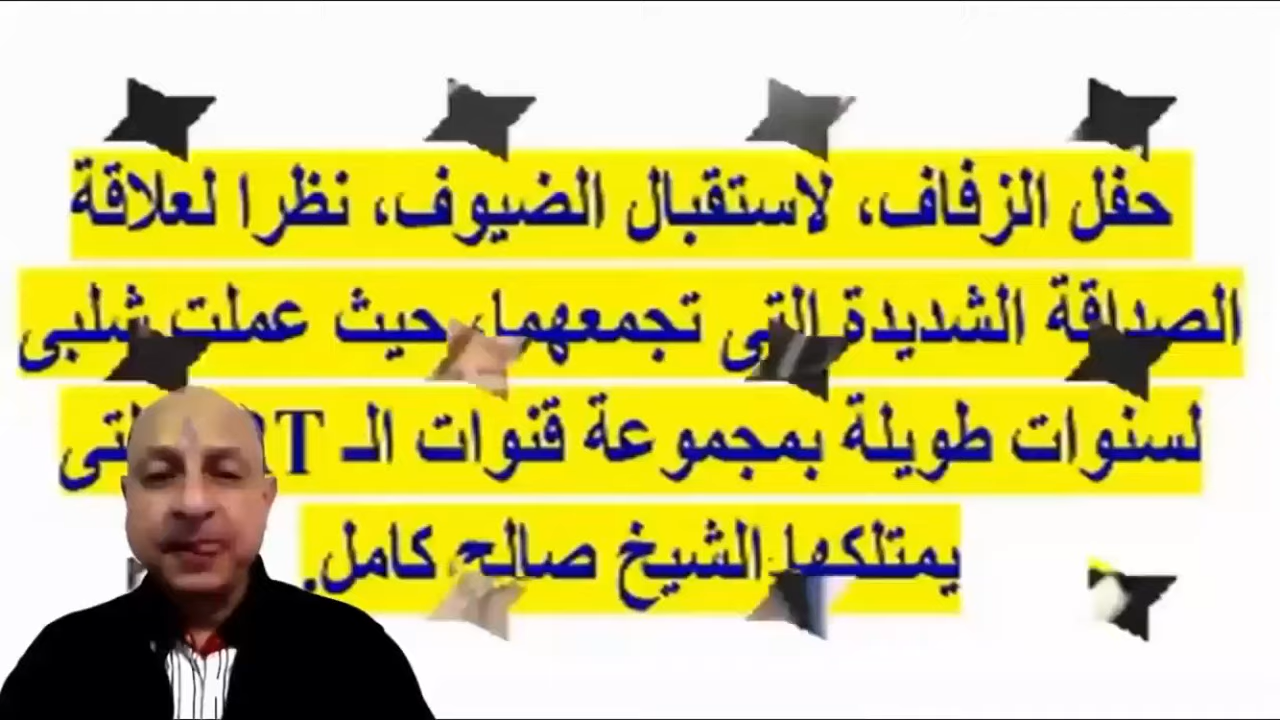 حفل الزفاف، لاستقبال الضيوف، نظرا لعلاقة
الصداقة الشديدة التى تجمعهما، حيث عملت شلبى
لسنوات طويلة بمجموعة قنوات الـ
يمتلكها الشيخ صالح كامل.